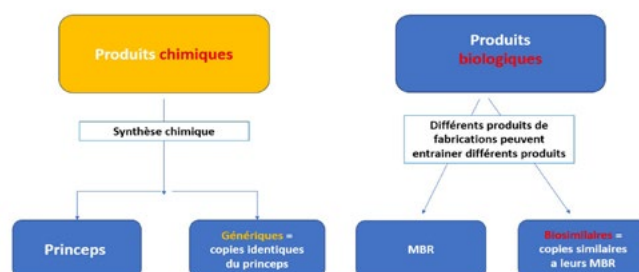 Produits chimiques
Produits
biologiques
Synthèse chimique
Différents produits de
fabrications peuvent
entrainer différents produits
Princeps
Génériques =
copies identiques
du princeps
MBR
Biosimilaires =
copies similaires
a leurs MBR